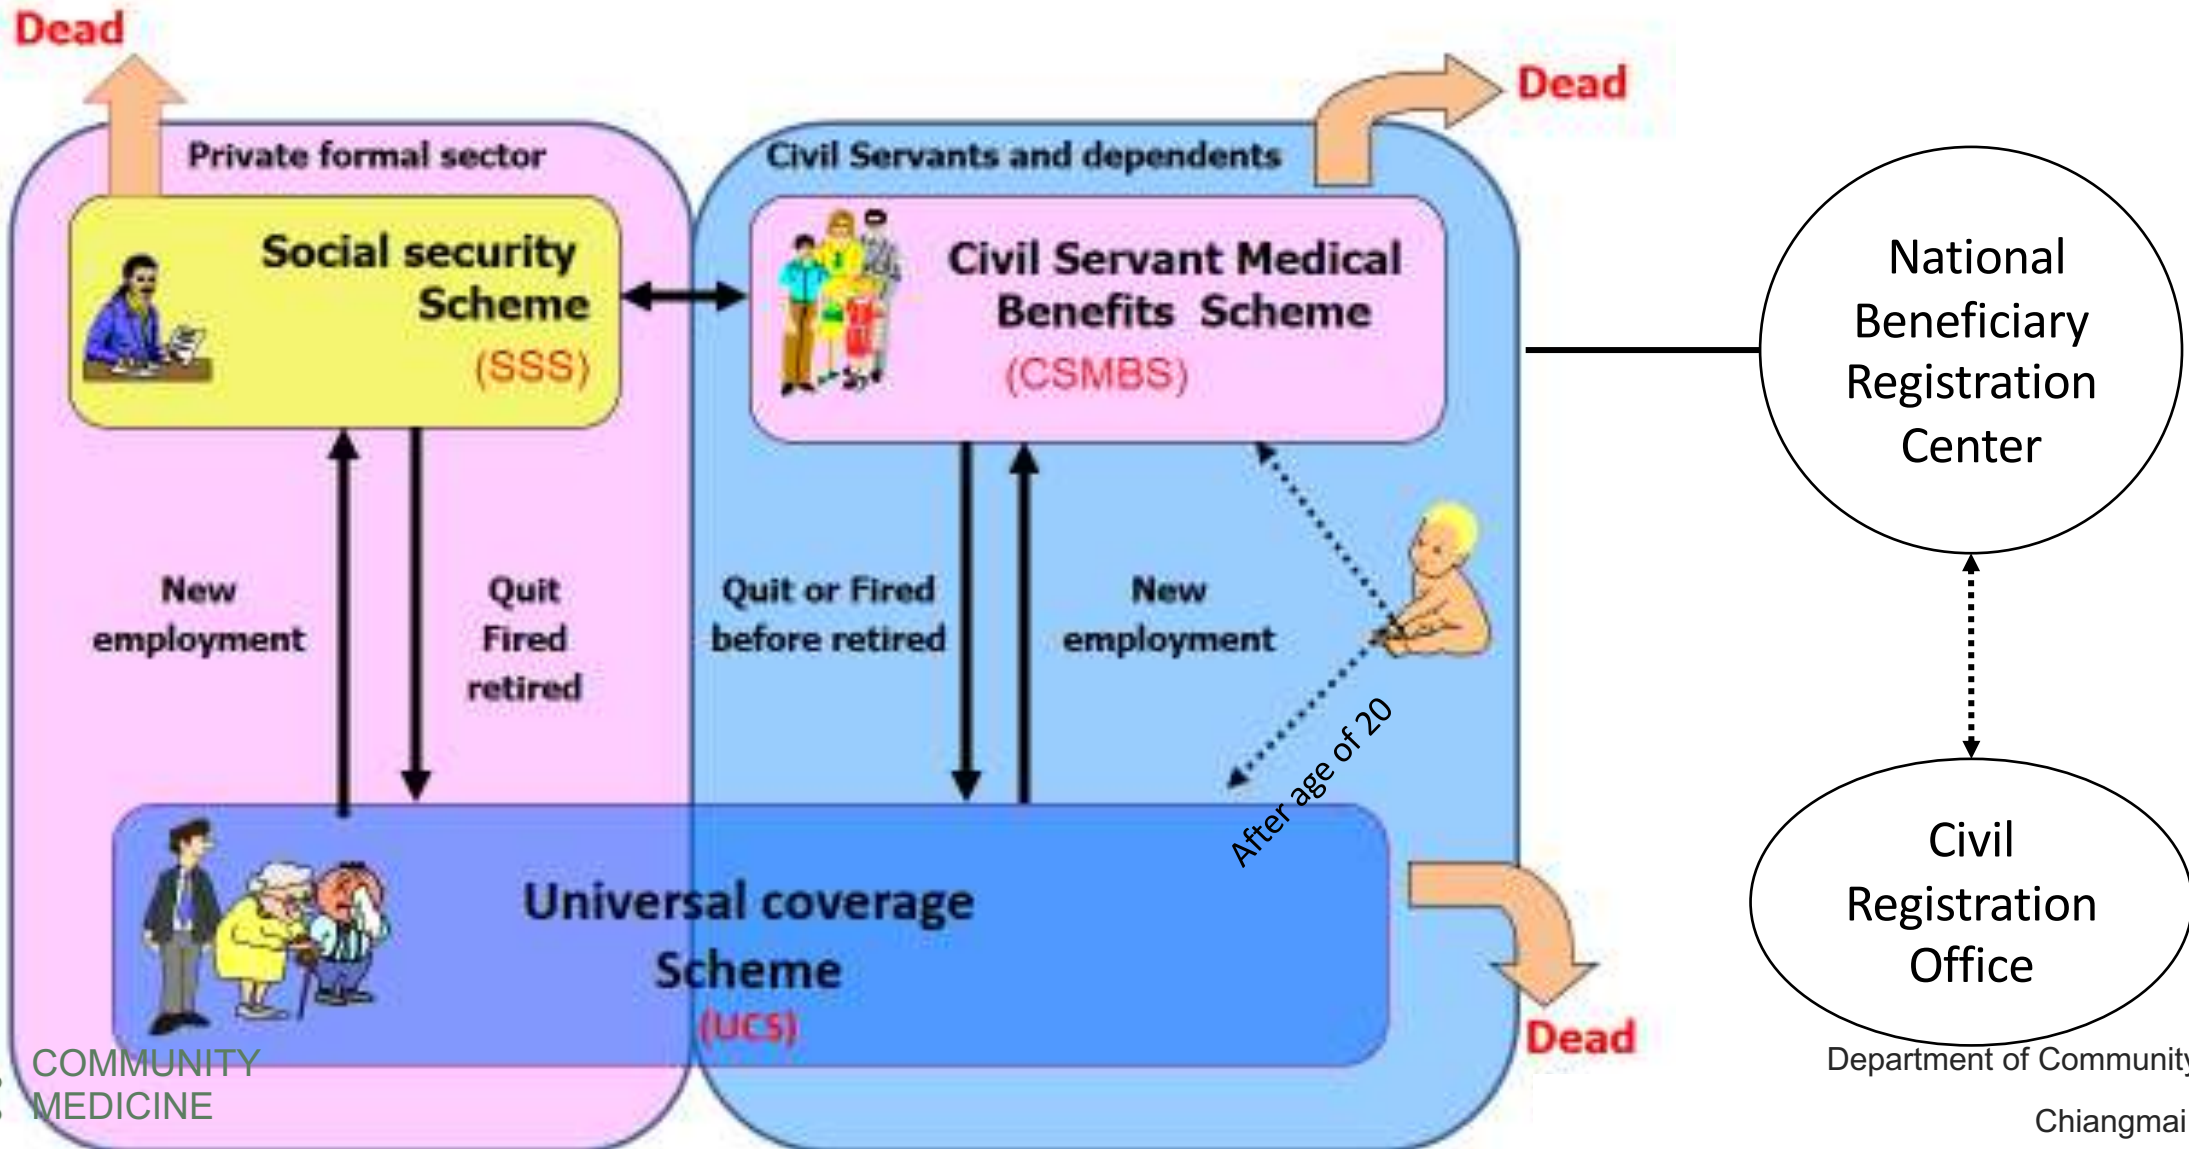 Dead
Dead
Private formal sector
Civil Servants and dependents
Social security
Scheme
(SSS)
Civil Servant Medical
Benefits Scheme
(CSMBS)
National
Beneficiary
Registration
Center
New
employment
Quit
Fired
retired
Quit or Fired
before retired
New
employment
After age of 20
Universal coverage
Scheme
(UCS)
Dead
Civil
Registration
Office
COMMUNITY
MEDICINE
Department of Community
Chiangmai